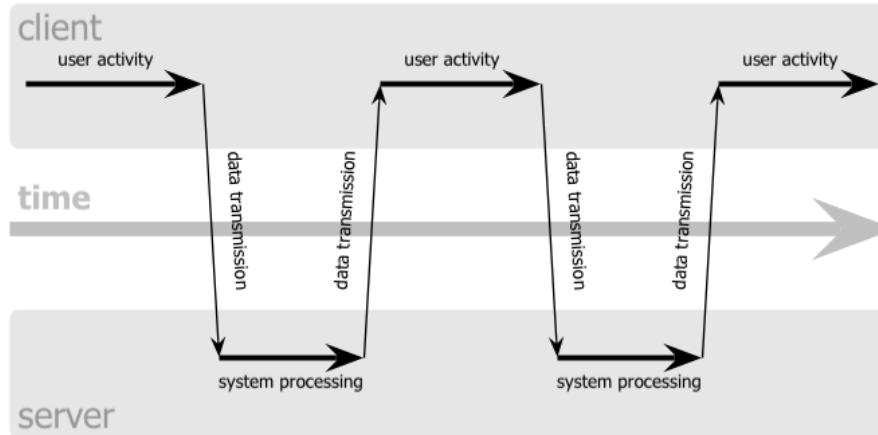 client
user activity
user activity
user activity
data transmission
data transmission
data transmission
data transmission
time
system processing
system processing
server